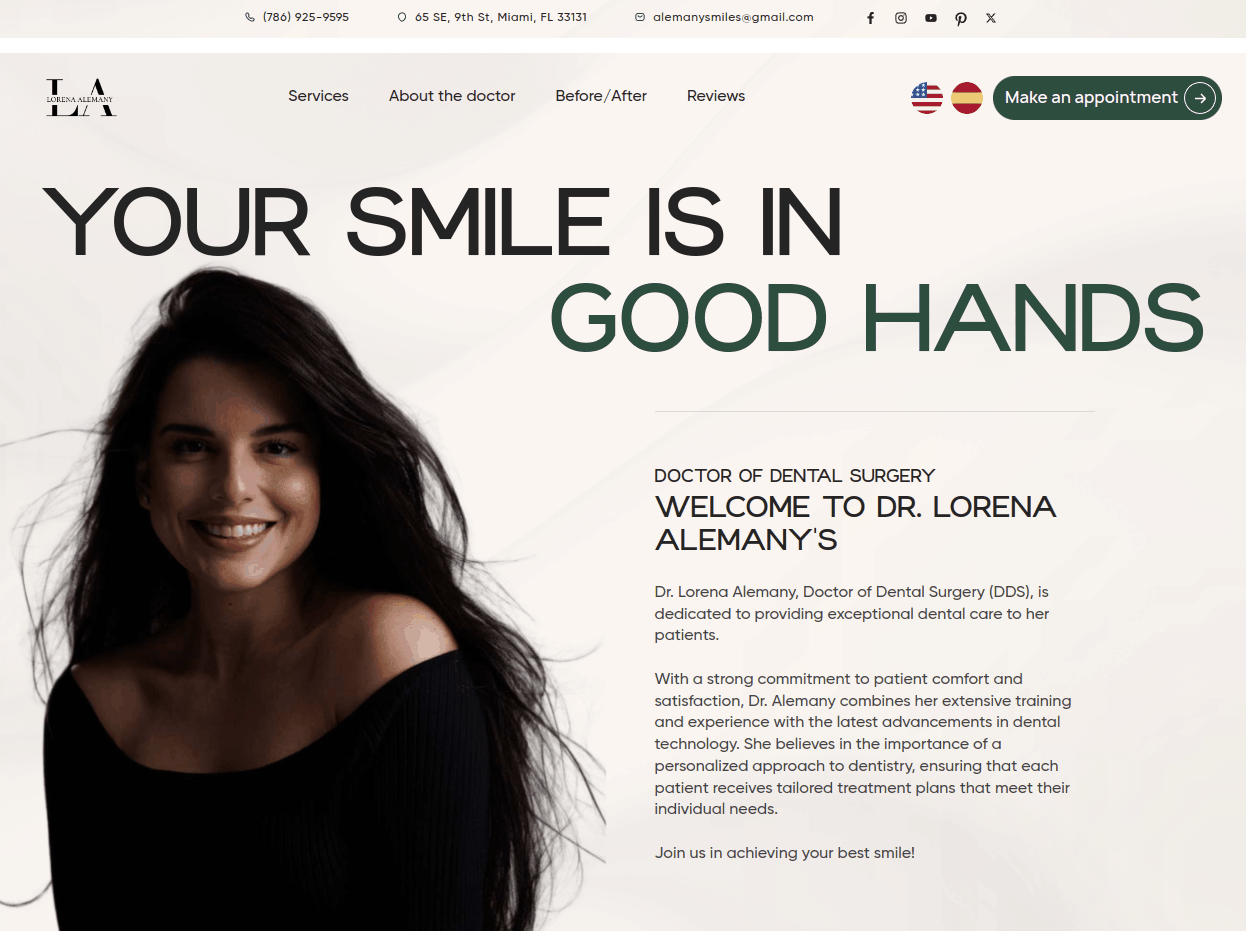 (786) 925-9595
65 SE, 9th St, Miami, FL 33131
alemanysmiles@gmail.com
LA
LORENA ALEMANY
Services
About the doctor
Before/After
Reviews
Make an appointment
YOUR SMILE IS IN
GOOD HANDS
DOCTOR OF DENTAL SURGERY
WELCOME TO DR. LORENA
ALEMANY'S
Dr. Lorena Alemany, Doctor of Dental Surgery (DDS), is
dedicated to providing exceptional dental care to her
patients.
With a strong commitment to patient comfort and
satisfaction, Dr. Alemany combines her extensive training
and experience with the latest advancements in dental
technology. She believes in the importance of a
personalized approach to dentistry, ensuring that each
patient receives tailored treatment plans that meet their
individual needs.
Join us in achieving your best smile!